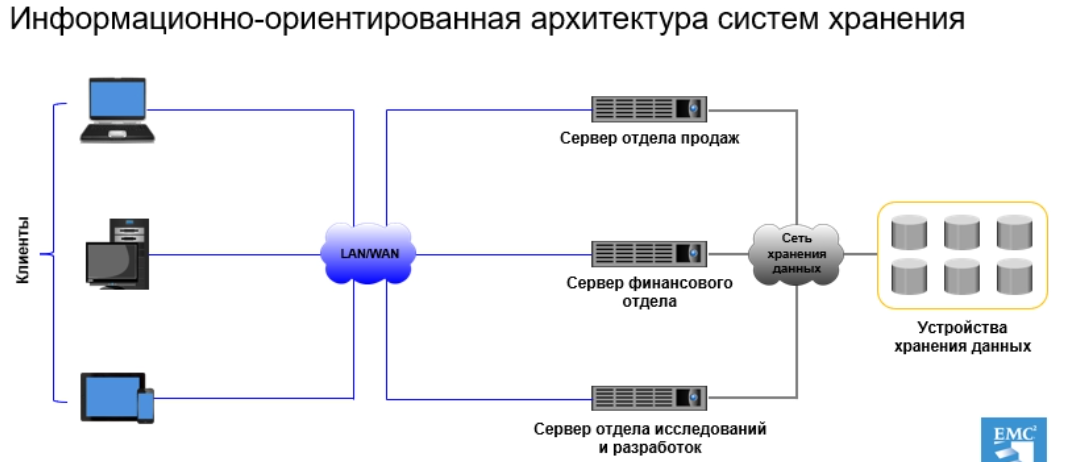 Информационно-ориентированная архитектура систем хранения
Клиенты
LAN/WAN
Сервер отдела продаж
Сервер финансового
отдела
Сервер отдела исследований
и разработок
Сеть
хранения
данных
Устройства
хранения данных
EMC²